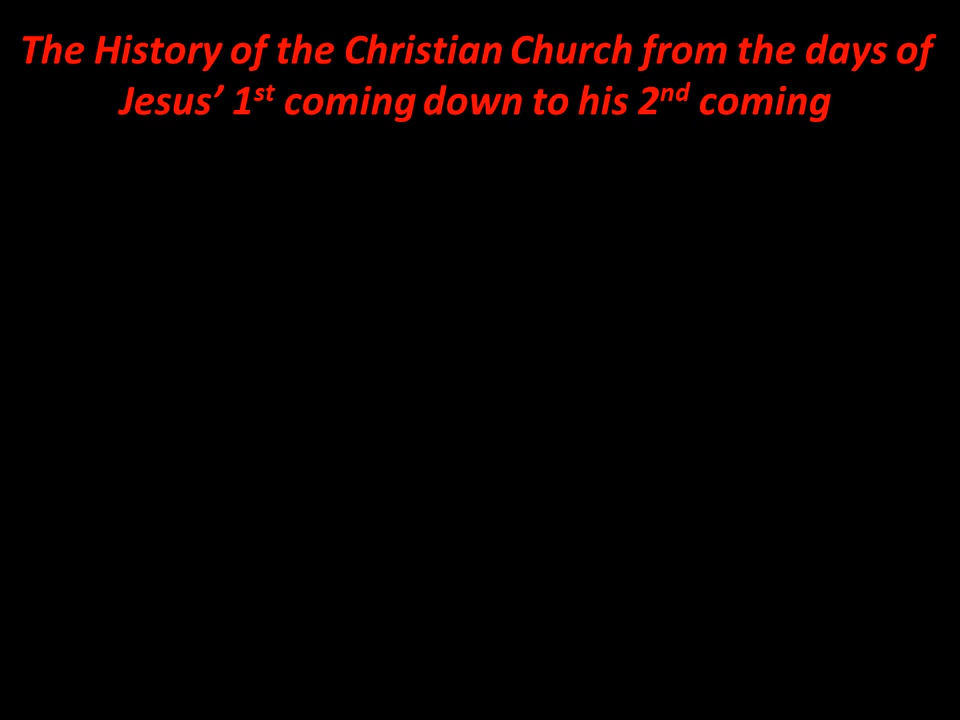 The History of the Christian Church from the days of
Jesus’ 1st coming down to his 2nd coming